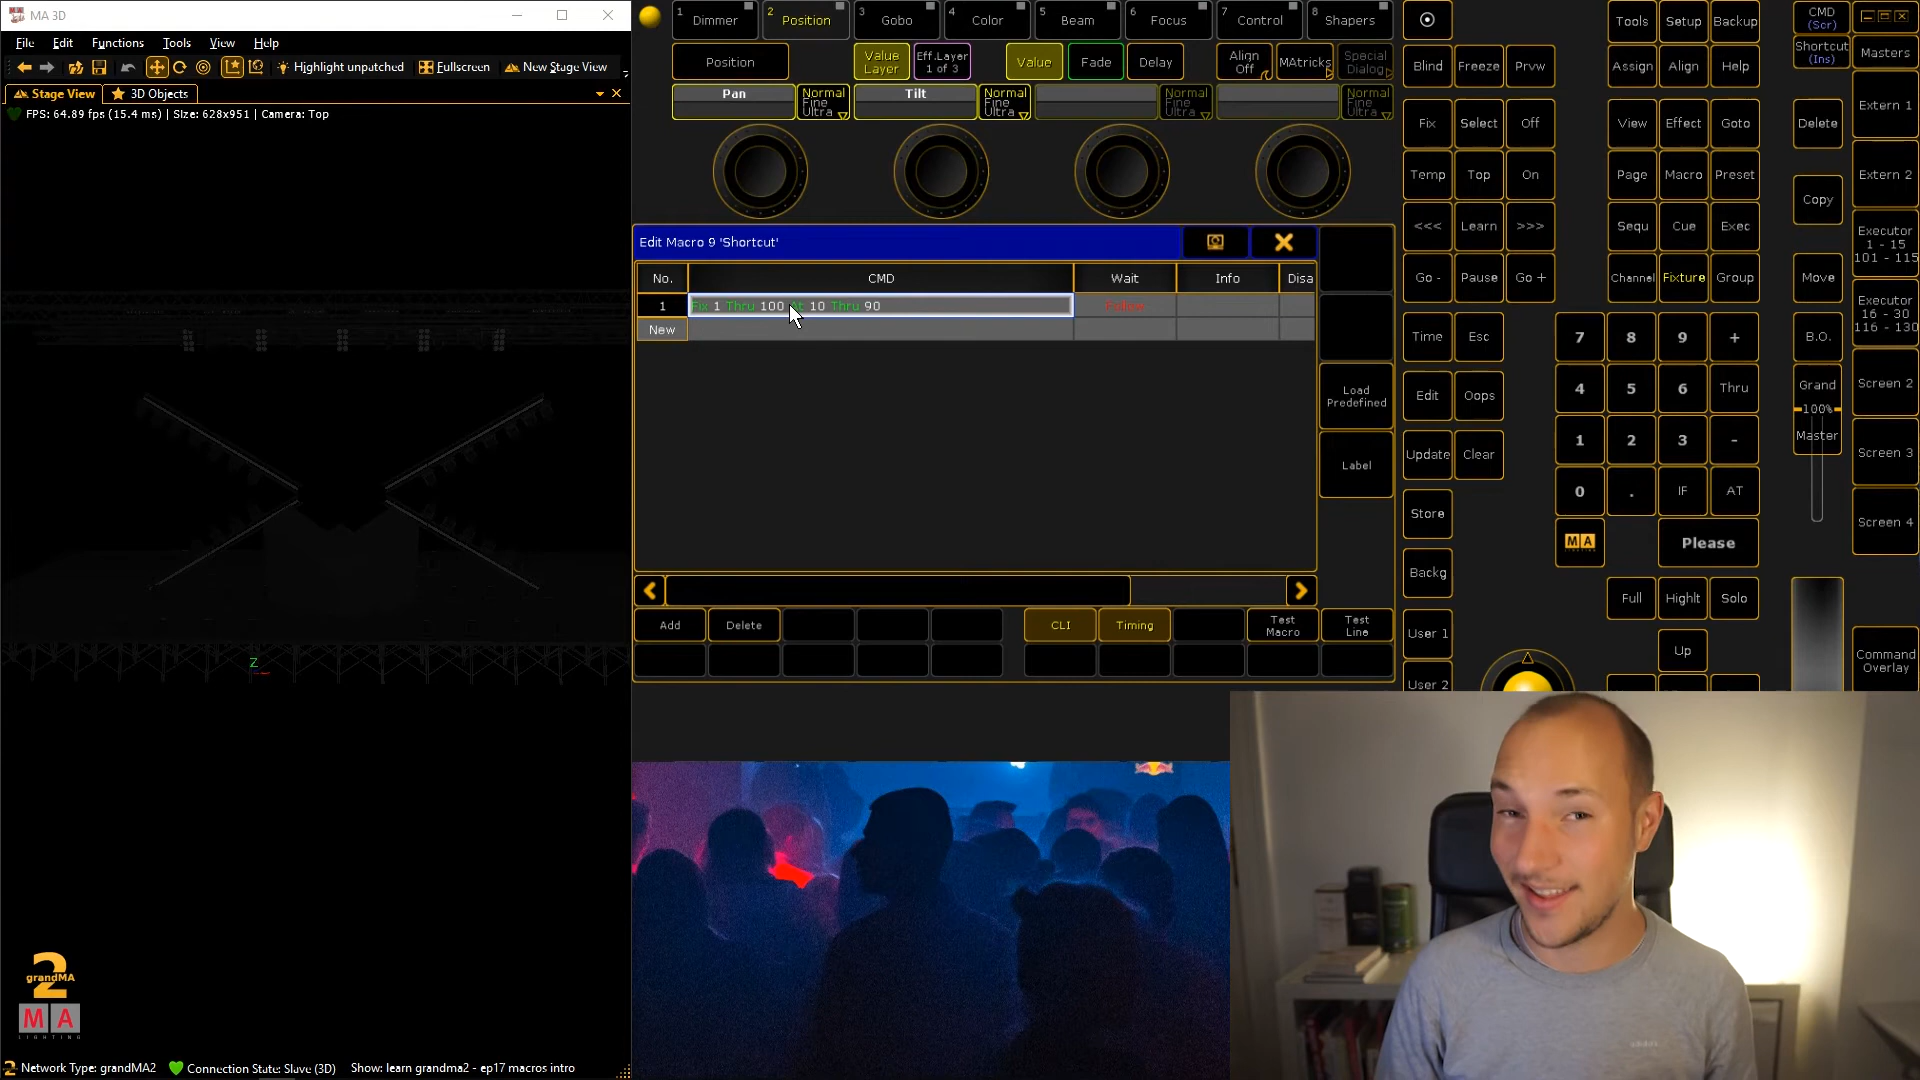 MA 3D
File Edit Functions Tools View Help
Highlight unpatched Fullscreen New Stage View
Stage View 3D Objects
FPS: 64.89 fps (15.4 ms) | Size: 628x951 | Camera: Top
Z
2
grandMA
MA
LIGHTING
Network Type: grandMA2 Connection State: Slave (3D) Show: learn grandma2 - ep17 macros intro
1 Dimmer 2 Position 3 Gobo 4 Color 5 Beam 6 Focus 7 Control 8 Shapers
Position Value Layer Eff.Layer 1 of 3 Value Fade Delay Align Off MAtricks Special Dialog
Pan Normal Fine Ultra Tilt Normal Fine Ultra Normal Fine Ultra Normal Fine Ultra
Edit Macro 9 'Shortcut'
No. CMD Wait Info Disa
1 Fix 1 Thru 100 At 10 Thru 90 Follow
New
Load Predefined
Label
Add Delete CLI Timing Test Macro Test Line
Tools Setup Backup
Blind Freeze Prvw Assign Align Help
Fix Select Off View Effect Goto Delete
Temp Top On Page Macro Preset Copy
<<< Learn >>> Sequ Cue Exec
Go - Pause Go + Channel Fixture Group Move
Time Esc 7 8 9 + B.O.
Edit Oops 4 5 6 Thru
Update Clear 1 2 3 -
Store 0 . IF AT
MA Please
Backg
Full Highlt Solo
User 1
Up
User 2
Grand
100%
Master
CMD (Scr)
Shortcut (Ins)
Masters
Extern 1
Extern 2
Executor 1 - 15 101 - 115
Executor 16 - 30 116 - 130
Screen 2
Screen 3
Screen 4
Command Overlay